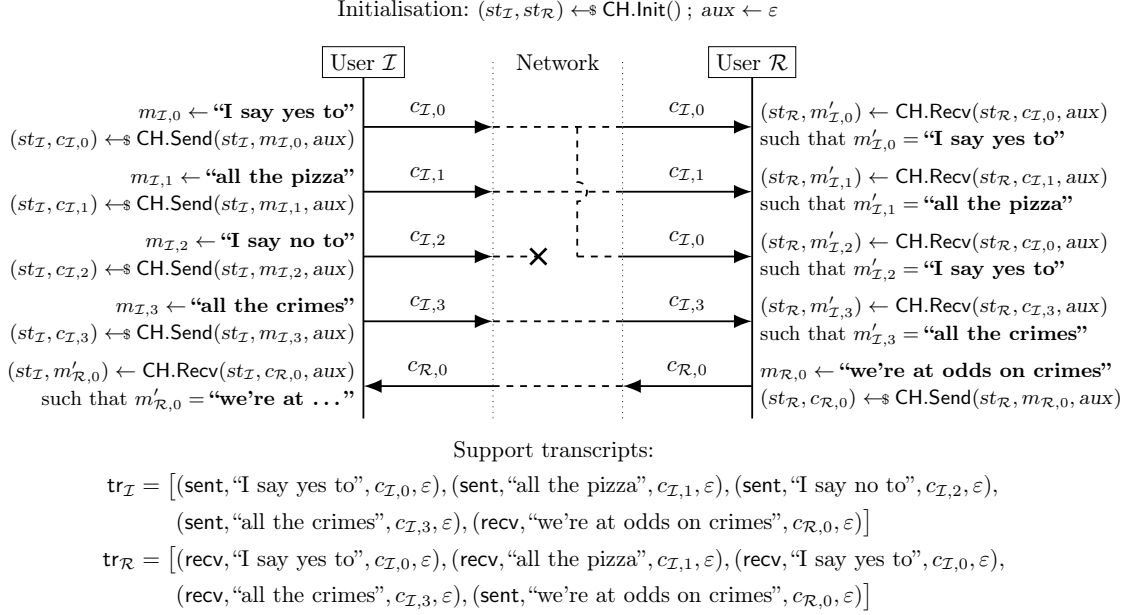 Initialisation: (st_ℐ, st_ℛ) ←$ CH.Init() ; aux ← ε
User ℐ Network User ℛ
m_ℐ,0 ← “I say yes to” c_ℐ,0 c_ℐ,0 (st_ℛ, m′_ℐ,0) ← CH.Recv(st_ℛ, c_ℐ,0, aux)
(st_ℐ, c_ℐ,0) ←$ CH.Send(st_ℐ, m_ℐ,0, aux) such that m′_ℐ,0 = “I say yes to”
m_ℐ,1 ← “all the pizza” c_ℐ,1 c_ℐ,1 (st_ℛ, m′_ℐ,1) ← CH.Recv(st_ℛ, c_ℐ,1, aux)
(st_ℐ, c_ℐ,1) ←$ CH.Send(st_ℐ, m_ℐ,1, aux) such that m′_ℐ,1 = “all the pizza”
m_ℐ,2 ← “I say no to” c_ℐ,2 c_ℐ,0 (st_ℛ, m′_ℐ,2) ← CH.Recv(st_ℛ, c_ℐ,0, aux)
(st_ℐ, c_ℐ,2) ←$ CH.Send(st_ℐ, m_ℐ,2, aux) such that m′_ℐ,2 = “I say yes to”
m_ℐ,3 ← “all the crimes” c_ℐ,3 c_ℐ,3 (st_ℛ, m′_ℐ,3) ← CH.Recv(st_ℛ, c_ℐ,3, aux)
(st_ℐ, c_ℐ,3) ←$ CH.Send(st_ℐ, m_ℐ,3, aux) such that m′_ℐ,3 = “all the crimes”
(st_ℐ, m′_ℛ,0) ← CH.Recv(st_ℐ, c_ℛ,0, aux) c_ℛ,0 c_ℛ,0 m_ℛ,0 ← “we're at odds on crimes”
such that m′_ℛ,0 = “we're at ...” (st_ℛ, c_ℛ,0) ←$ CH.Send(st_ℛ, m_ℛ,0, aux)
Support transcripts:
tr_ℐ = [(sent, “I say yes to”, c_ℐ,0, ε), (sent, “all the pizza”, c_ℐ,1, ε), (sent, “I say no to”, c_ℐ,2, ε),
(sent, “all the crimes”, c_ℐ,3, ε), (recv, “we're at odds on crimes”, c_ℛ,0, ε)]
tr_ℛ = [(recv, “I say yes to”, c_ℐ,0, ε), (recv, “all the pizza”, c_ℐ,1, ε), (recv, “I say yes to”, c_ℐ,0, ε),
(recv, “all the crimes”, c_ℐ,3, ε), (sent, “we're at odds on crimes”, c_ℛ,0, ε)]